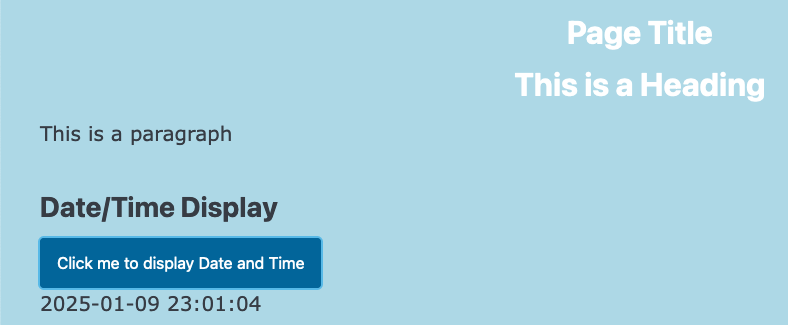 Page Title
This is a Heading
This is a paragraph
Date/Time Display
Click me to display Date and Time
2025-01-09 23:01:04